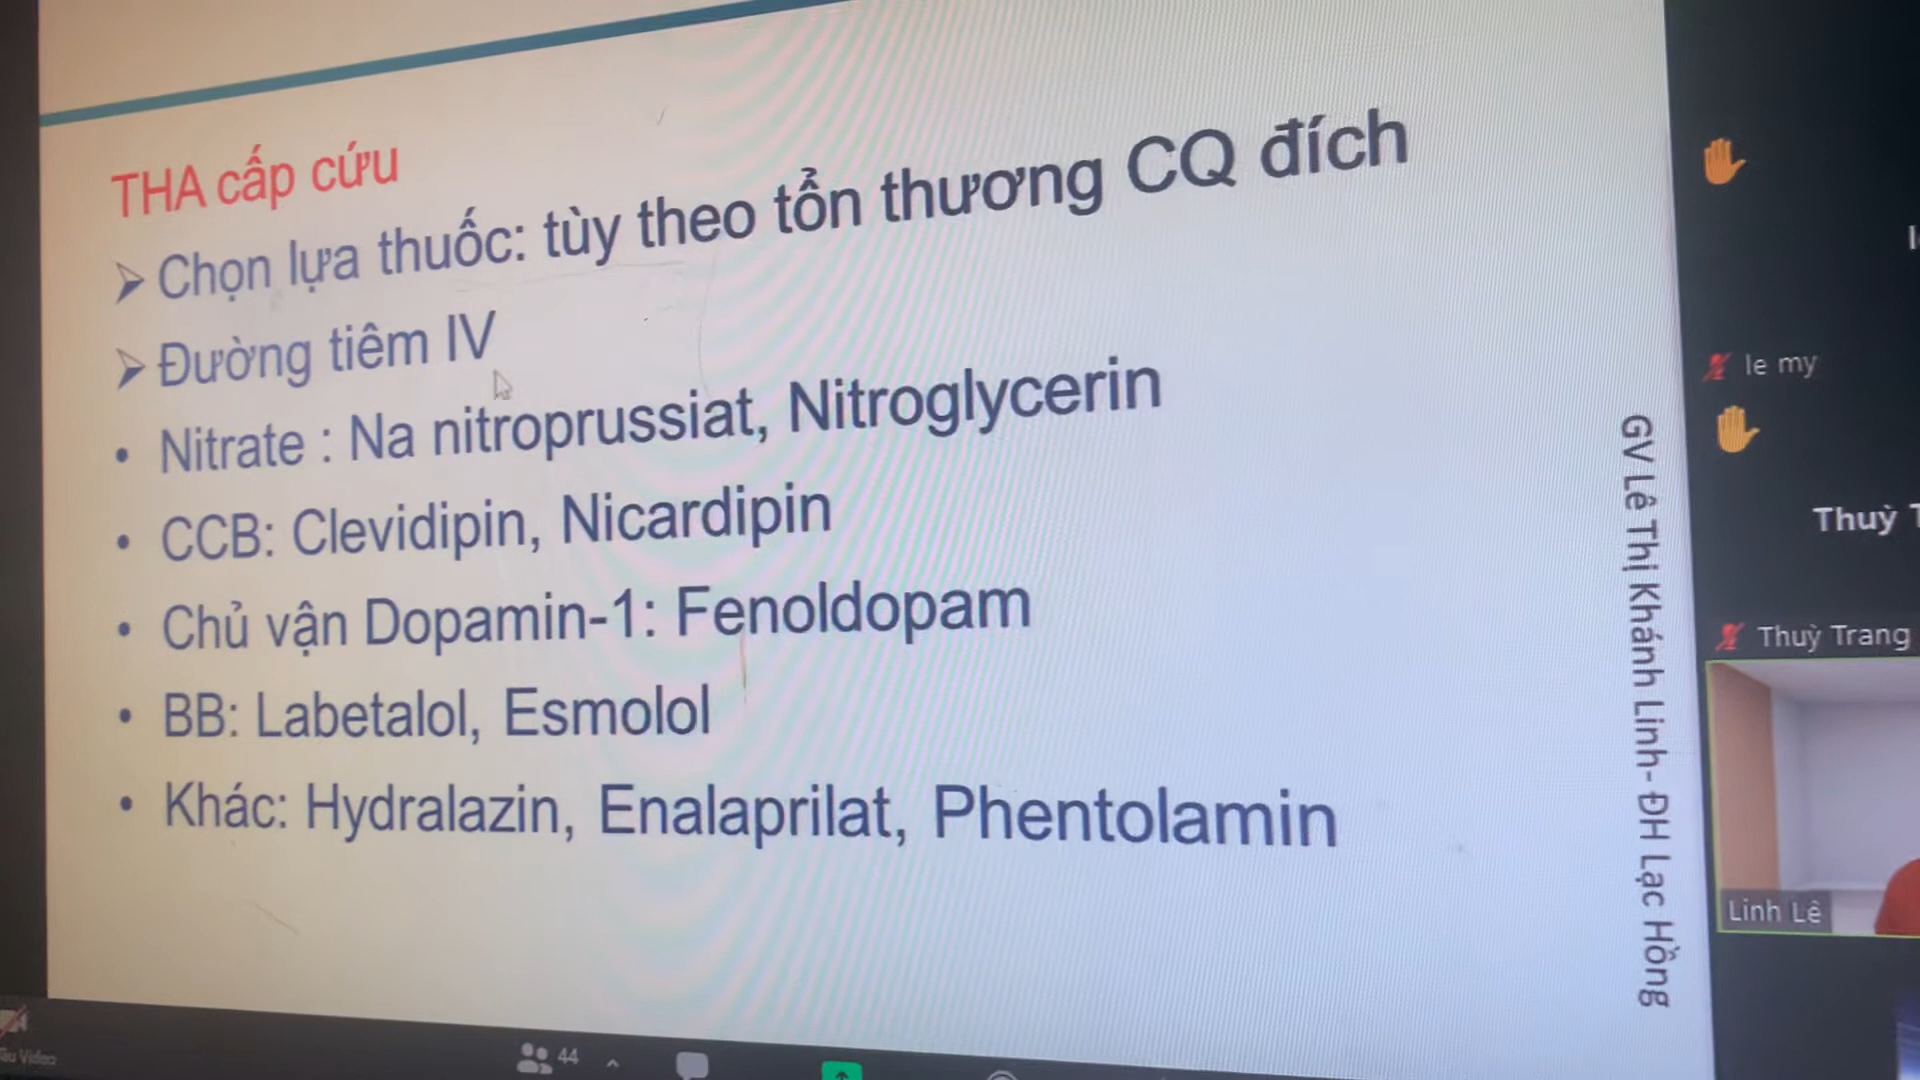 THA cấp cứu
➢ Chọn lựa thuốc: tùy theo tổn thương CQ đích
➢ Đường tiêm IV
• Nitrate : Na nitroprussiat, Nitroglycerin
• CCB: Clevidipin, Nicardipin
• Chủ vận Dopamin-1: Fenoldopam
• BB: Labetalol, Esmolol
• Khác: Hydralazin, Enalaprilat, Phentolamin
GV Lê Thị Khánh Linh- ĐH Lạc Hồng
le my
Thuỳ
Thuỳ Trang
Linh Lê
Video
44